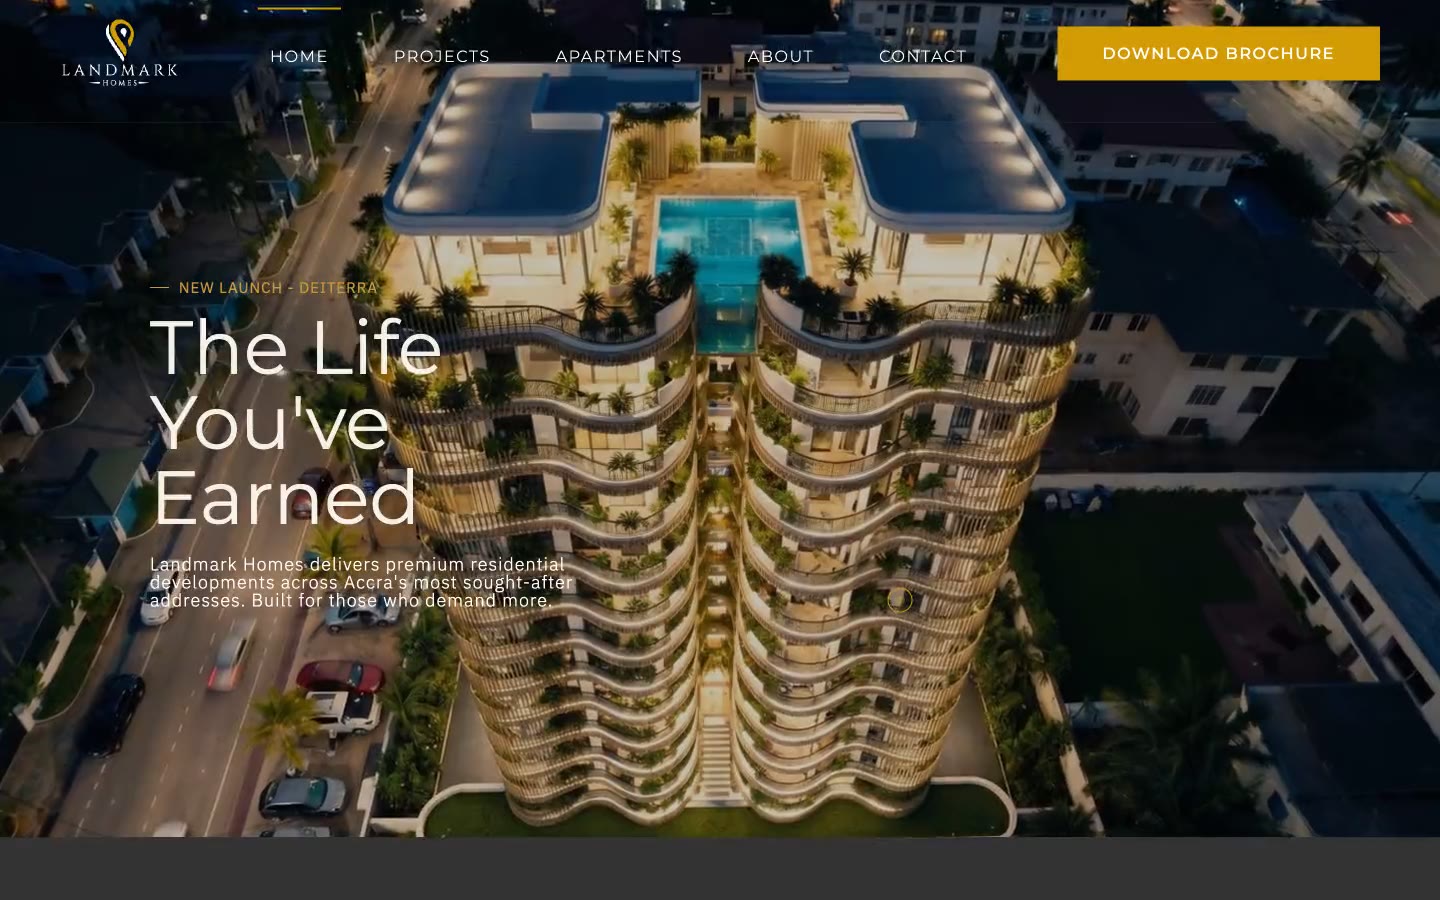 LANDMARK
HOMES
HOME
PROJECTS
APARTMENTS
ABOUT
CONTACT
DOWNLOAD BROCHURE
NEW LAUNCH - DEITERRA
The Life
You've
Earned
Landmark Homes delivers premium residential
developments across Accra's most sought-after
addresses. Built for those who demand more.